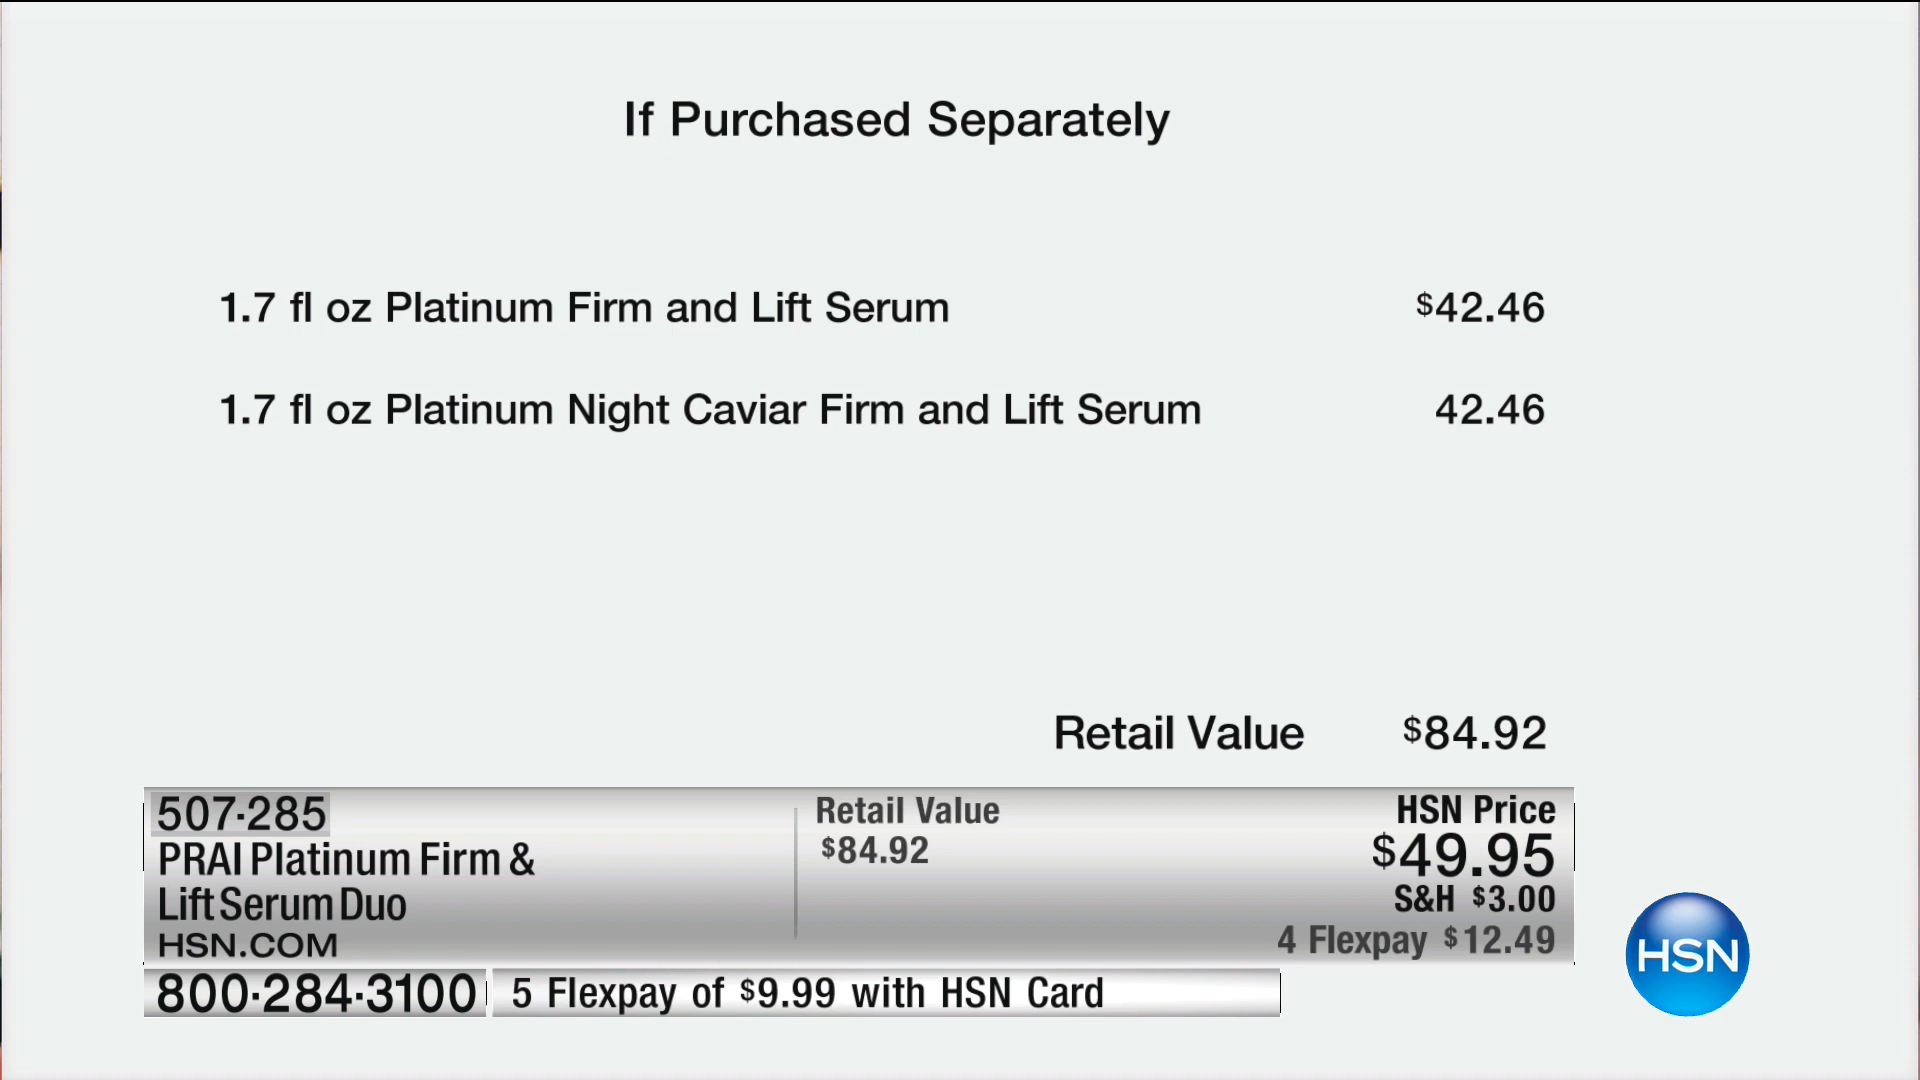 If Purchased Separately
1.7 fl oz Platinum Firm and Lift Serum $42.46
1.7 fl oz Platinum Night Caviar Firm and Lift Serum 42.46
Retail Value $84.92
507·285
PRAI Platinum Firm &
Lift Serum Duo
HSN.COM
Retail Value
$84.92
HSN Price
$49.95
S&H $3.00
4 Flexpay $12.49
800·284·3100
5 Flexpay of $9.99 with HSN Card
HSN